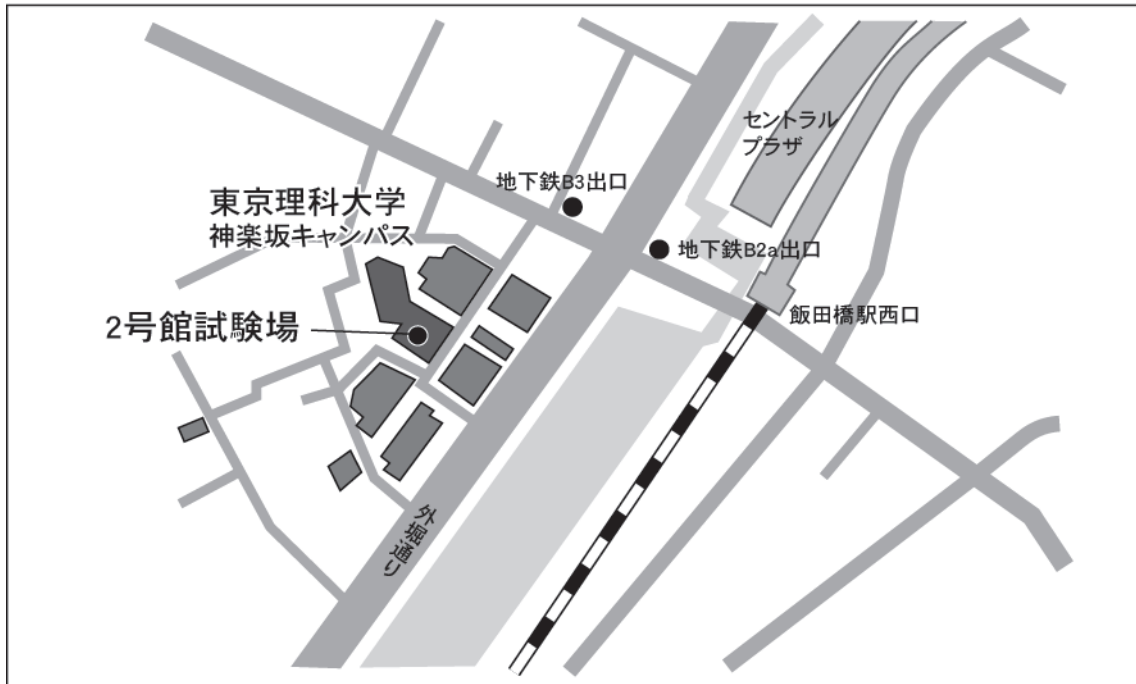 セントラル
プラザ
地下鉄B3出口
東京理科大学
神楽坂キャンパス
地下鉄B2a出口
2号館試験場
飯田橋駅西口
外堀通り